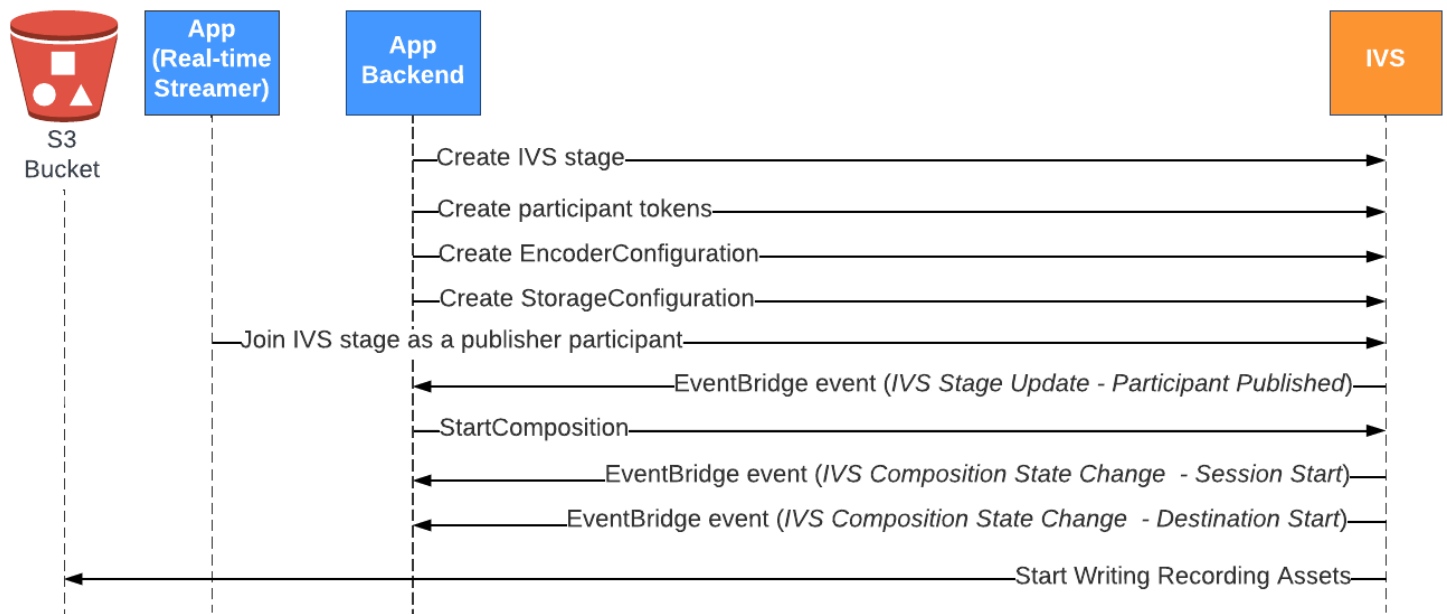 App
(Real-time
Streamer)
App
Backend
IVS
S3
Bucket
Create IVS stage
Create participant tokens
Create EncoderConfiguration
Create StorageConfiguration
Join IVS stage as a publisher participant
EventBridge event (IVS Stage Update - Participant Published)
StartComposition
EventBridge event (IVS Composition State Change - Session Start)
EventBridge event (IVS Composition State Change - Destination Start)
Start Writing Recording Assets